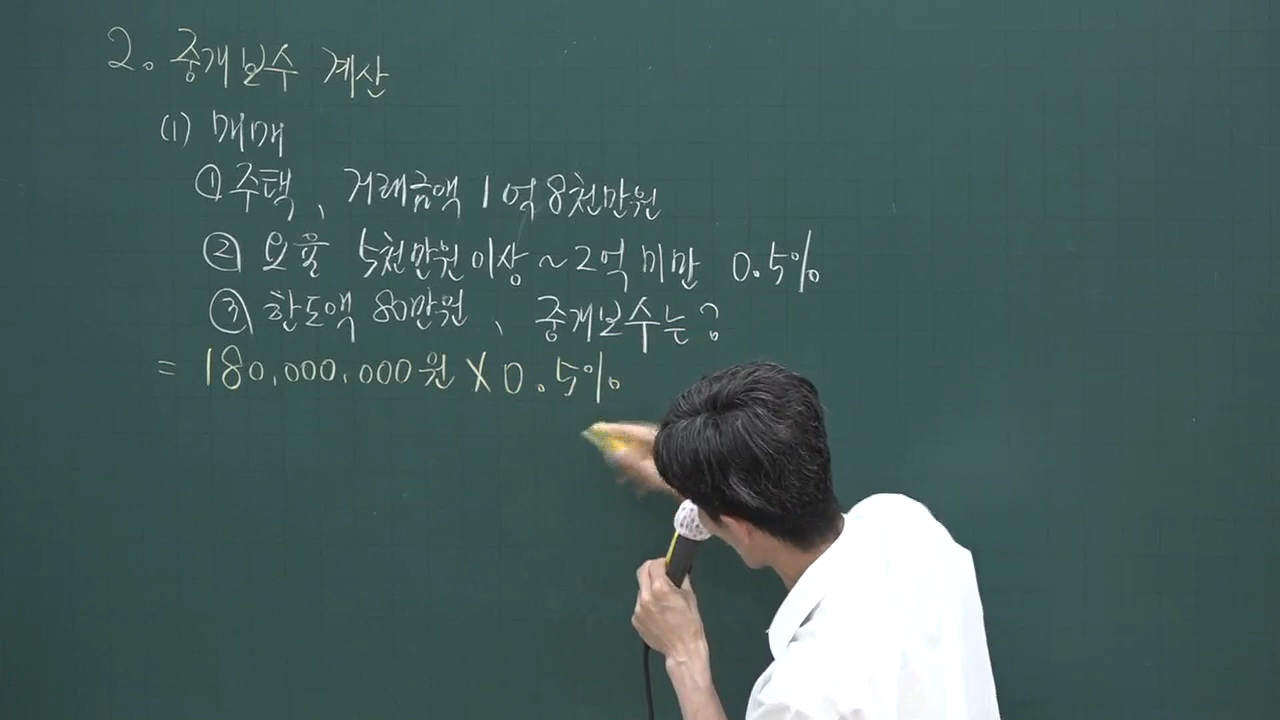 2. 중개보수 계산
(1) 매매
① 주택, 거래금액 1억 8천만원
② 요율 5천만원 이상 ~ 2억 미만 0.5%
③ 한도액 80만원, 중개보수는?
= 180,000,000원 X 0.5%